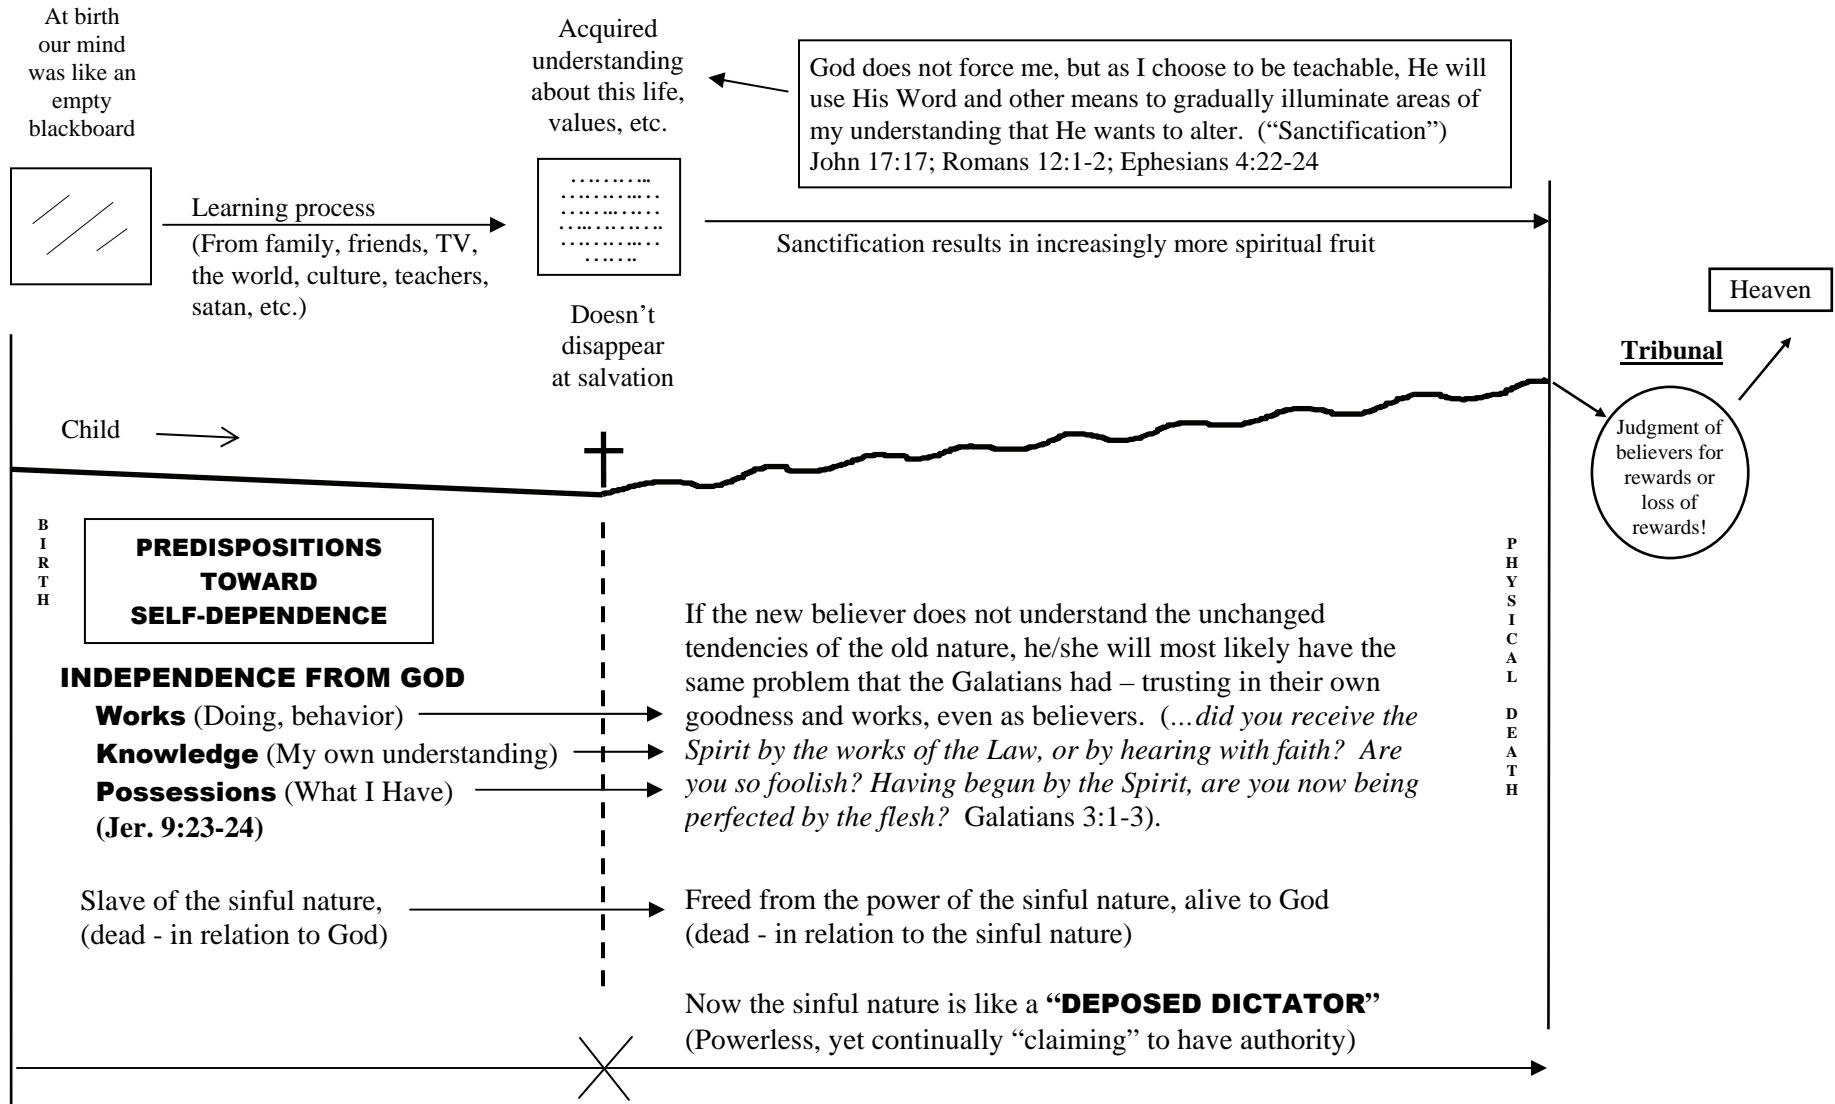 At birth
our mind
was like an
empty
blackboard
Acquired
understanding
about this life,
values, etc.
God does not force me, but as I choose to be teachable, He will
use His Word and other means to gradually illuminate areas of
my understanding that He wants to alter.  (“Sanctification”)
John 17:17; Romans 12:1-2; Ephesians 4:22-24
Learning process
(From family, friends, TV,
the world, culture, teachers,
satan, etc.)
Sanctification results in increasingly more spiritual fruit
Doesn’t
disappear
at salvation
Heaven
Tribunal
Judgment of
believers for
rewards or
loss of
rewards!
Child
BIRTH
PREDISPOSITIONS
TOWARD
SELF-DEPENDENCE
INDEPENDENCE FROM GOD
Works (Doing, behavior)
Knowledge (My own understanding)
Possessions (What I Have)
(Jer. 9:23-24)
If the new believer does not understand the unchanged
tendencies of the old nature, he/she will most likely have the
same problem that the Galatians had – trusting in their own
goodness and works, even as believers.  (...did you receive the
Spirit by the works of the Law, or by hearing with faith?  Are
you so foolish? Having begun by the Spirit, are you now being
perfected by the flesh?  Galatians 3:1-3).
PHYSICAL DEATH
Slave of the sinful nature,
(dead - in relation to God)
Freed from the power of the sinful nature, alive to God
(dead - in relation to the sinful nature)
Now the sinful nature is like a “DEPOSED DICTATOR”
(Powerless, yet continually “claiming” to have authority)